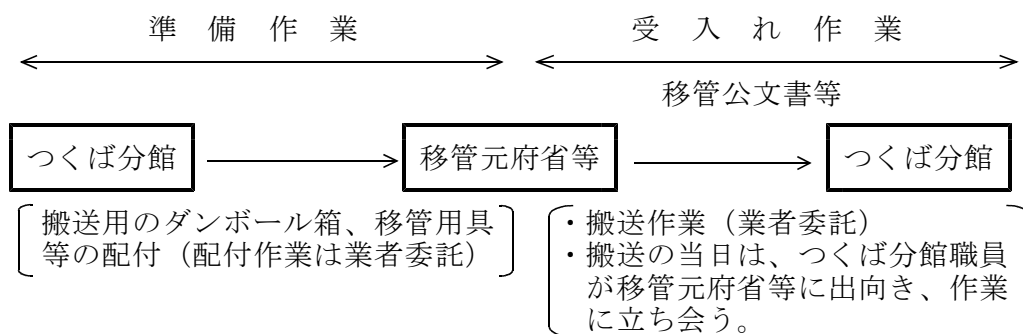 準備作業
受入れ作業
移管公文書等
つくば分館
移管元府省等
つくば分館
搬送用のダンボール箱、移管用具
等の配付（配付作業は業者委託）
・搬送作業（業者委託）
・搬送の当日は、つくば分館職員
が移管元府省等に出向き、作業
に立ち会う。